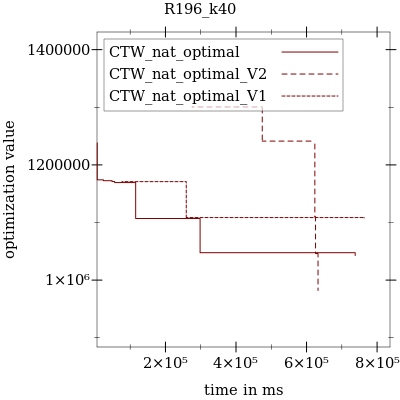 R196_k40
1400000
CTW_nat_optimal
CTW_nat_optimal_V2
CTW_nat_optimal_V1
1200000
1×10⁶
optimization value
2×10⁵ 4×10⁵ 6×10⁵ 8×10⁵
time in ms